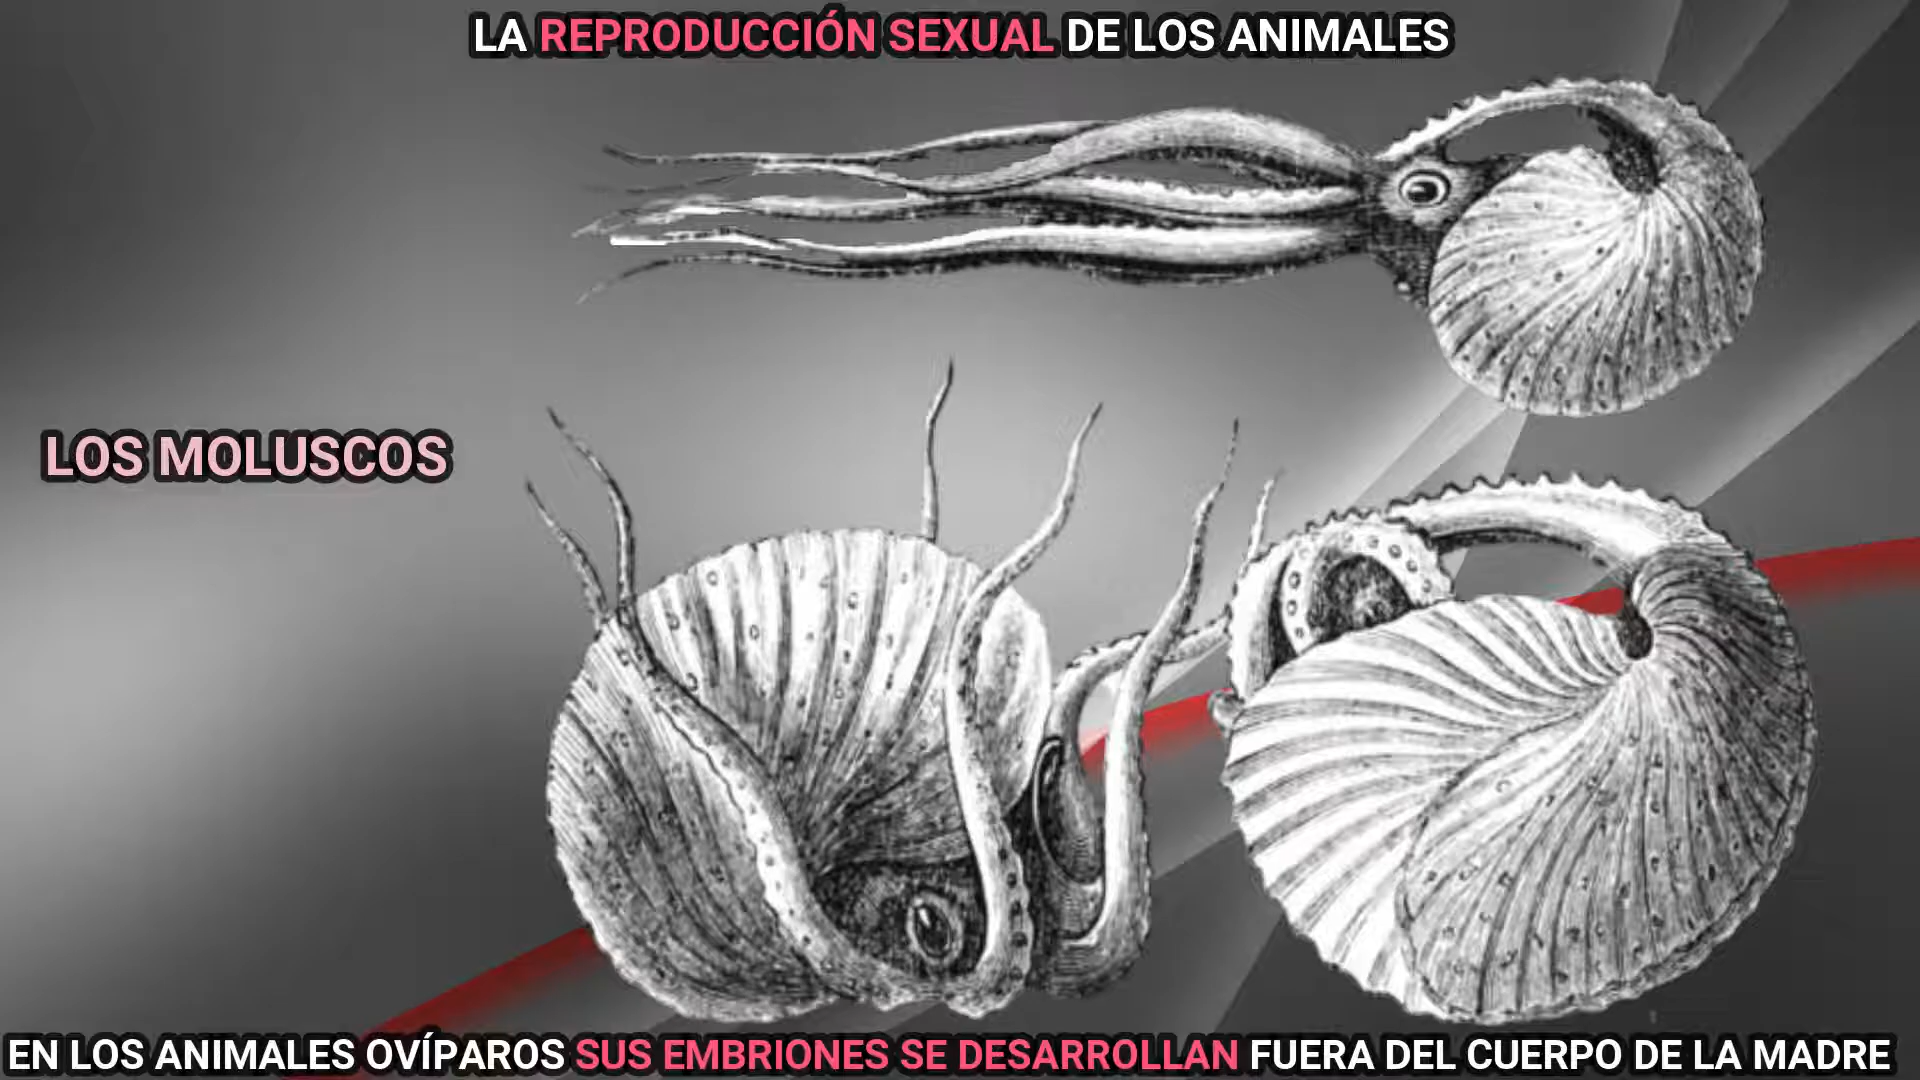 LA REPRODUCCIÓN SEXUAL DE LOS ANIMALES
LOS MOLUSCOS
EN LOS ANIMALES OVÍPAROS SUS EMBRIONES SE DESARROLLAN FUERA DEL CUERPO DE LA MADRE